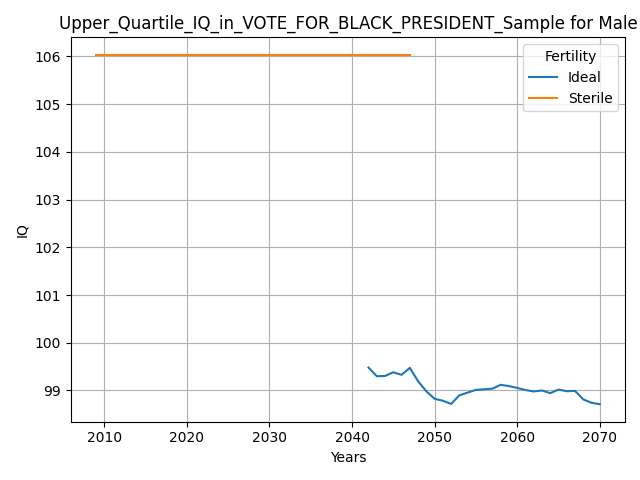 Upper_Quartile_IQ_in_VOTE_FOR_BLACK_PRESIDENT_Sample for Male
Fertility
Ideal
Sterile
106
105
104
103
102
101
100
99
IQ
2010 2020 2030 2040 2050 2060 2070
Years